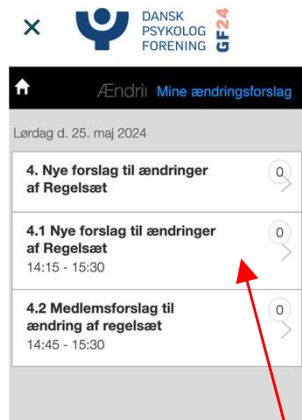 DANSK
PSYKOLOG
FORENING
GF24
Ændri Mine ændringsforslag
Lørdag d. 25. maj 2024
4. Nye forslag til ændringer
af Regelsæt
0
4.1 Nye forslag til ændringer
af Regelsæt
14:15 - 15:30
0
4.2 Medlemsforslag til
ændring af regelsæt
14:45 - 15:30
0